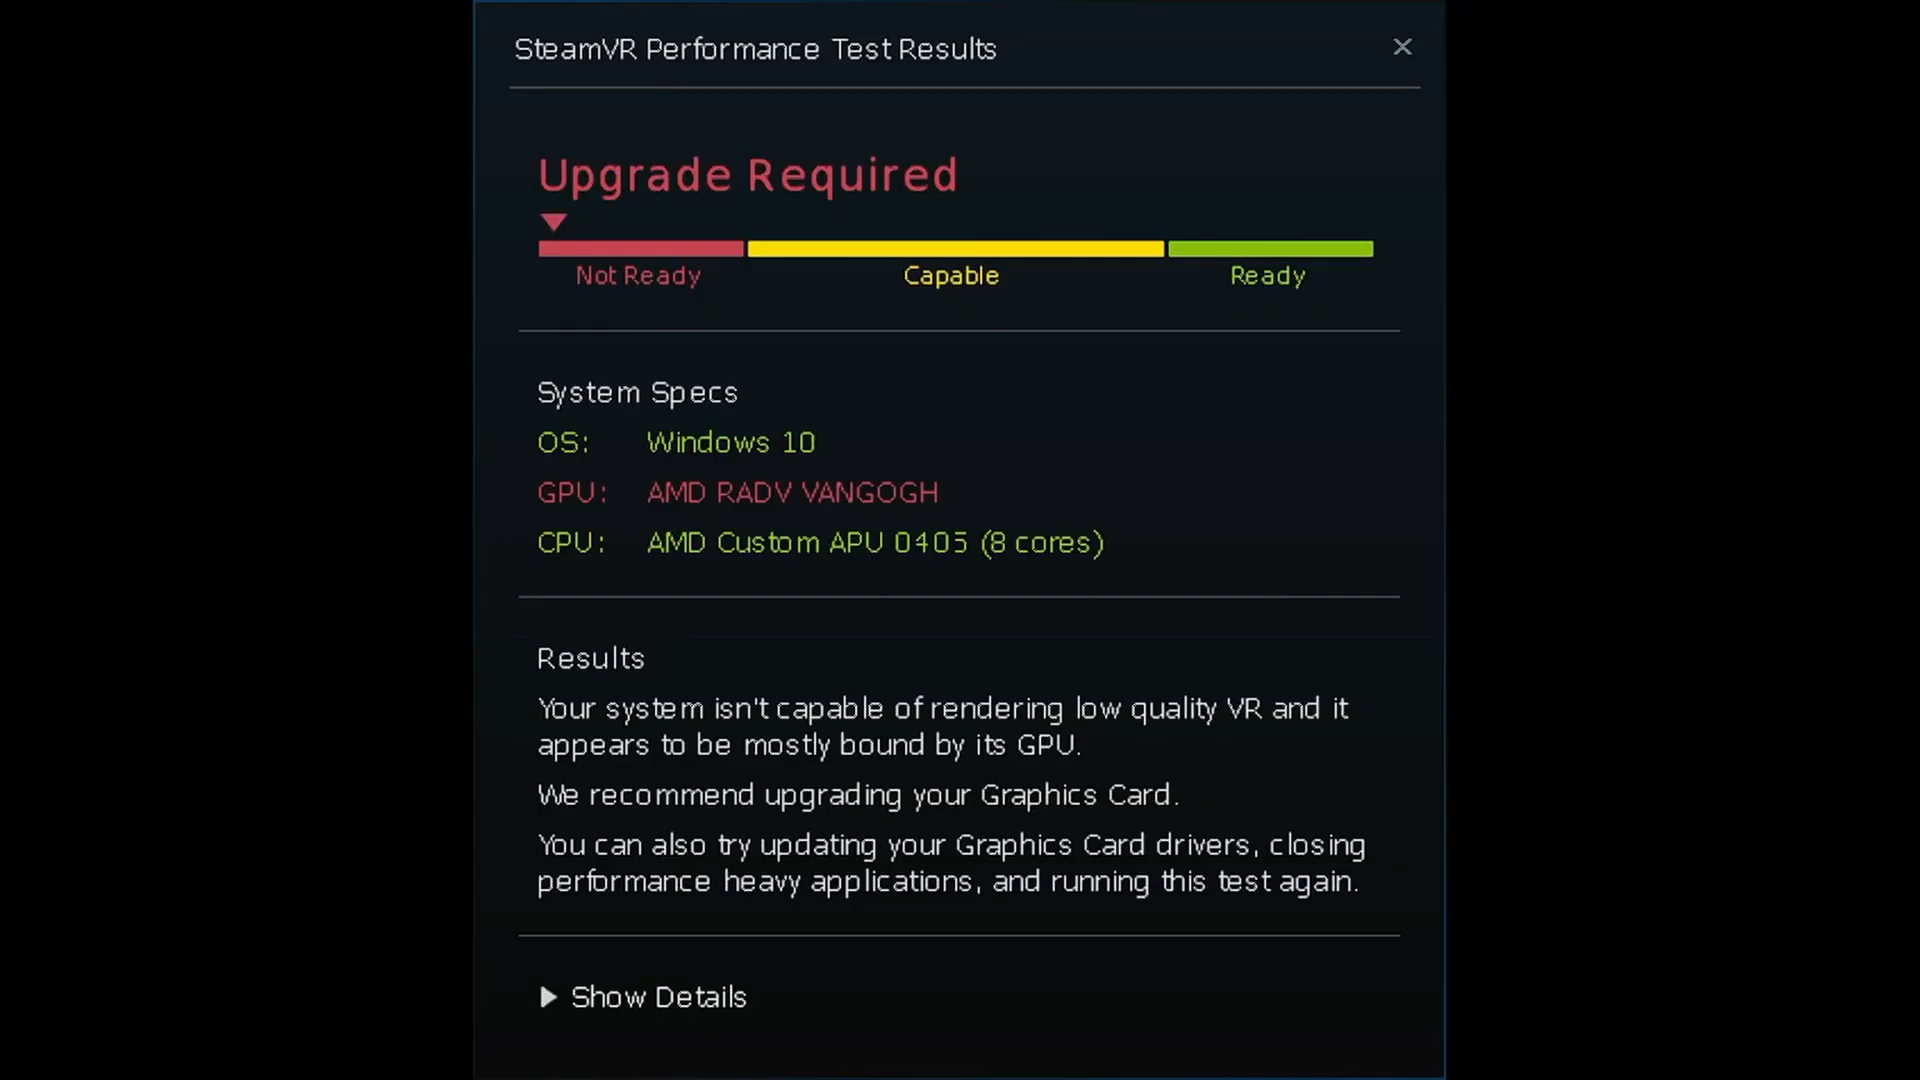 SteamVR Performance Test Results
Upgrade Required
Not Ready Capable Ready
System Specs
OS: Windows 10
GPU: AMD RADV VANGOGH
CPU: AMD Custom APU 0405 (8 cores)
Results
Your system isn't capable of rendering low quality VR and it
appears to be mostly bound by its GPU.
We recommend upgrading your Graphics Card.
You can also try updating your Graphics Card drivers, closing
performance heavy applications, and running this test again.
Show Details